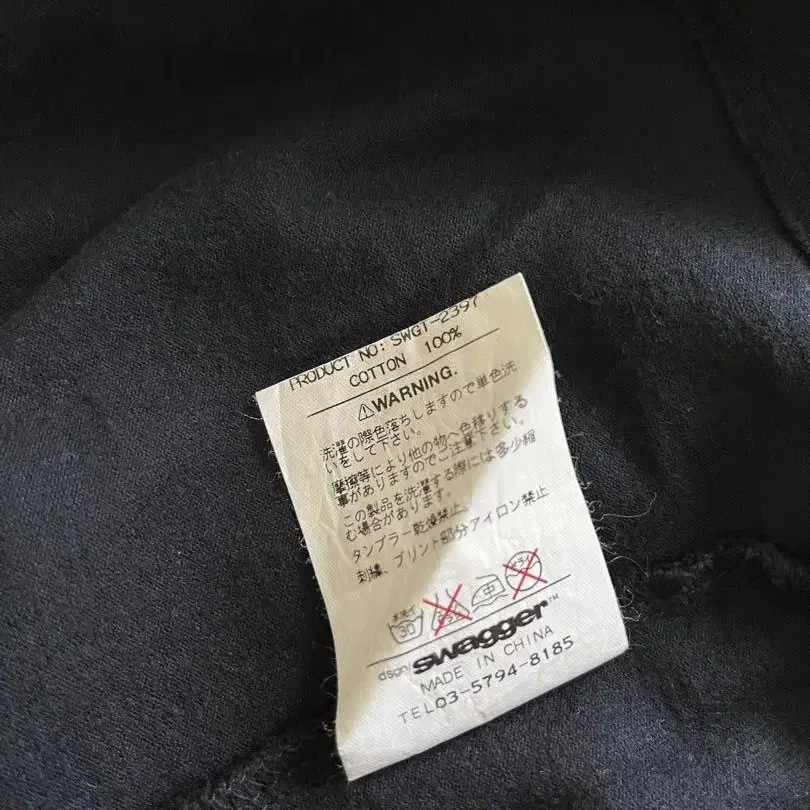 PRODUCT NO: SWGT-2397
COTTON 100%
⚠WARNING.
洗濯の際色落ちしますので単色洗
いをして下さい。
摩擦等により他の物へ色移りする
事がありますのでご注意下さい。
この製品を洗濯する際には多少縮
む場合があります。
タンブラー乾燥禁止。
刺繍、プリント部分アイロン禁止
30 中
dsgn/swagger™
MADE IN CHINA
TEL03-5794-8185